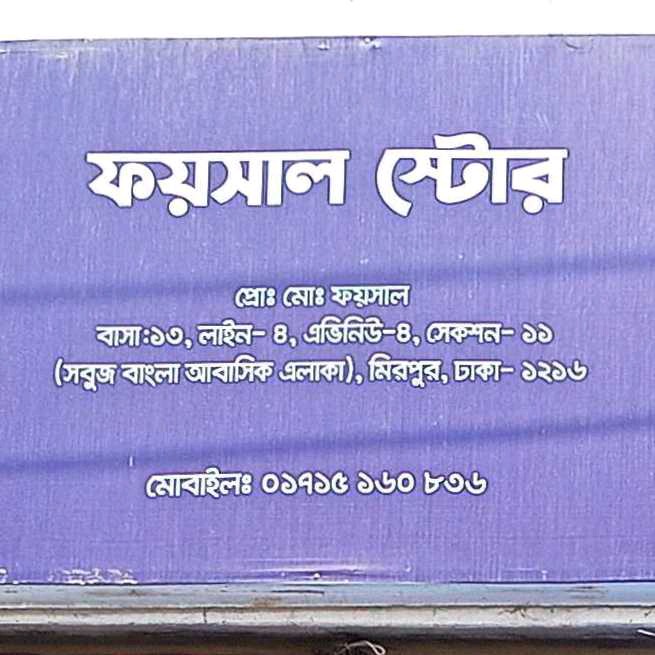 ফয়সাল স্টোর
প্রোঃ মোঃ ফয়সাল
বাসা:১৩, লাইন- ৪, এভিনিউ-৪, সেকশন- ১১
(সবুজ বাংলা আবাসিক এলাকা), মিরপুর, ঢাকা- ১২১৬
মোবাইলঃ ০১৭১৫ ১৬০ ৮৩৬